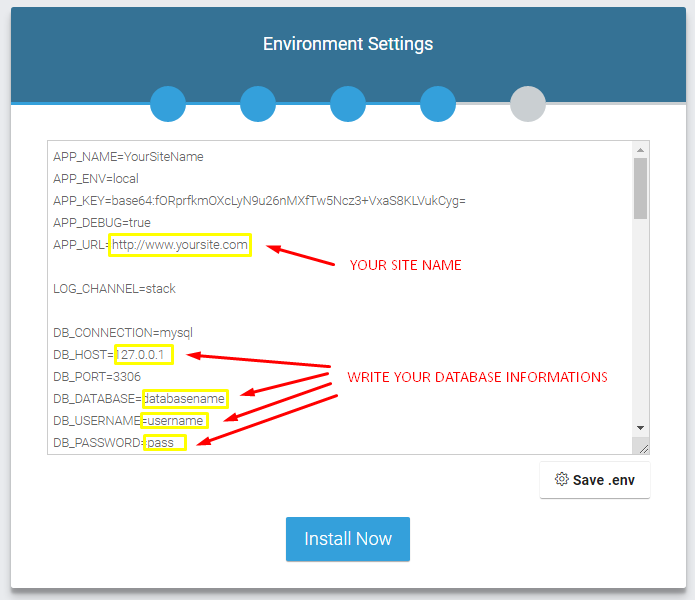 Environment Settings
APP_NAME=YourSiteName
APP_ENV=local
APP_KEY=base64:fORprfkmOXcLyN9u26nMXfTw5Ncz3+VxaS8KLVukCyg=
APP_DEBUG=true
APP_URL=http://www.yoursite.com
YOUR SITE NAME
LOG_CHANNEL=stack
DB_CONNECTION=mysql
DB_HOST=127.0.0.1
DB_PORT=3306
WRITE YOUR DATABASE INFORMATIONS
DB_DATABASE=databasename
DB_USERNAME=username
DB_PASSWORD=pass
Save .env
Install Now